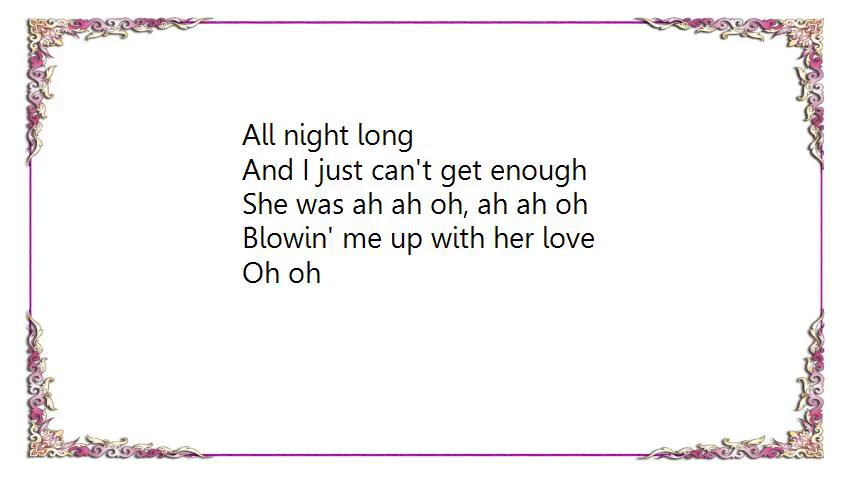 All night long
And I just can't get enough
She was ah ah oh, ah ah oh
Blowin' me up with her love
Oh oh